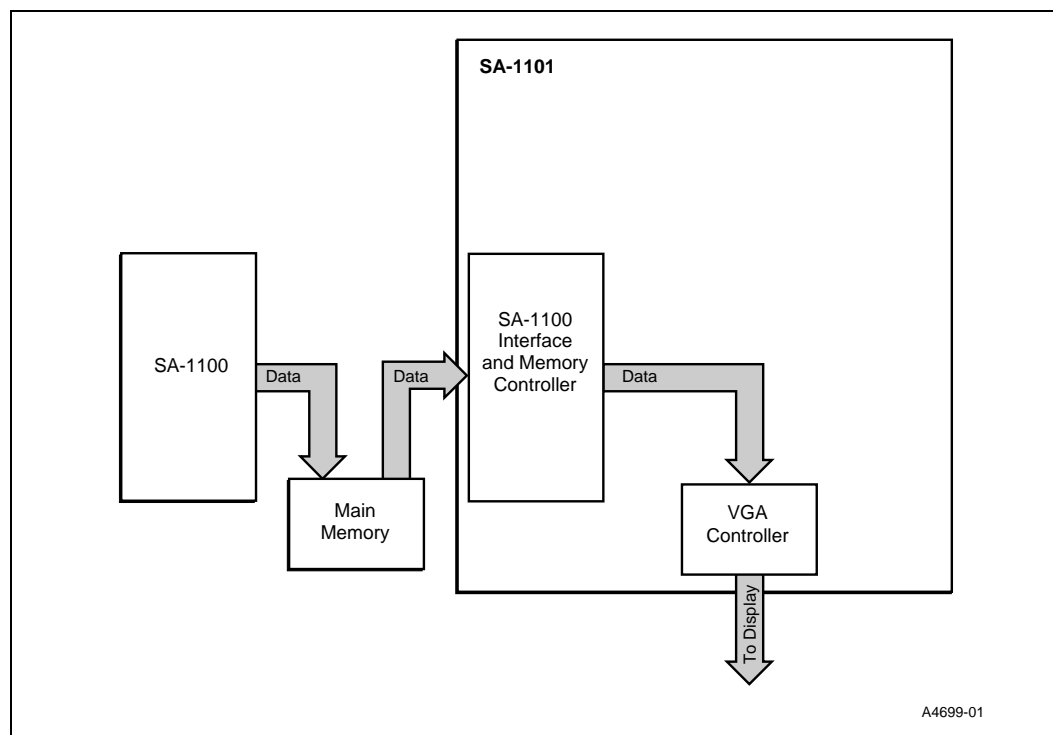 SA-1101
SA-1100
Data
Data
SA-1100
Interface
and Memory
Controller
Data
Main
Memory
VGA
Controller
To Display
A4699-01